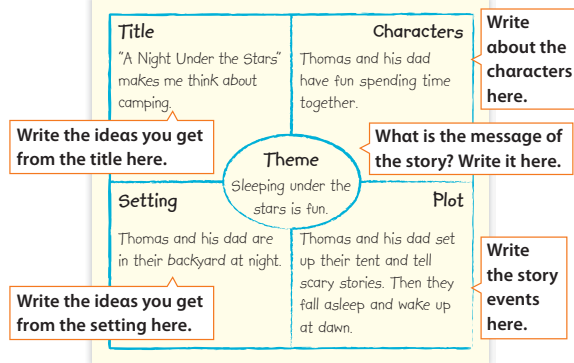 Title
"A Night Under the Stars"
makes me think about
camping.
Characters
Thomas and his dad
have fun spending time
together.
Write
about the
characters
here.
Write the ideas you get
from the title here.
What is the message of
the story? Write it here.
Theme
Sleeping under the
stars is fun.
Setting
Thomas and his dad are
in their backyard at night.
Plot
Thomas and his dad set
up their tent and tell
scary stories. Then they
fall asleep and wake up
at dawn.
Write the ideas you get
from the setting here.
Write
the story
events
here.